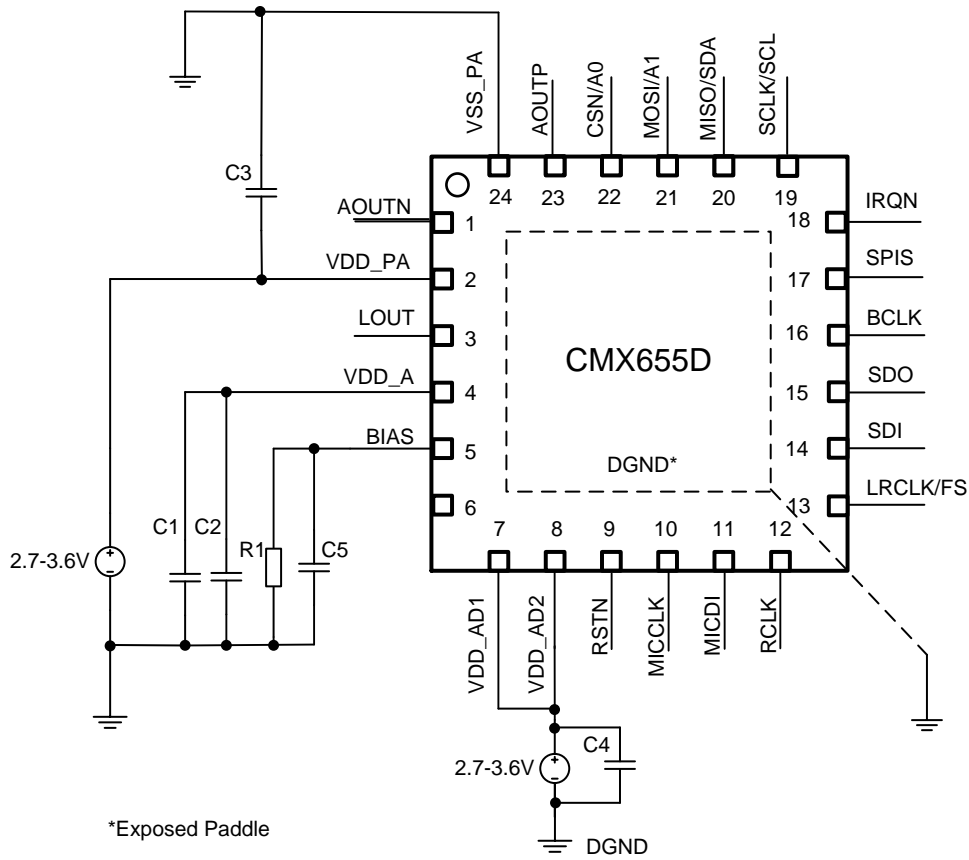 VSS_PA
AOUTP
CSN/A0
MOSI/A1
MISO/SDA
SCLK/SCL
C3
24
23
22
21
20
19
AOUTN
1
18
IRQN
VDD_PA
2
17
SPIS
LOUT
3
16
BCLK
CMX655D
VDD_A
4
15
SDO
BIAS
5
14
SDI
DGND*
6
13
LRCLK/FS
7
8
9
10
11
12
C1
C2
R1
C5
2.7-3.6V
VDD_AD1
VDD_AD2
RSTN
MICCLK
MICDI
RCLK
C4
2.7-3.6V
*Exposed Paddle
DGND